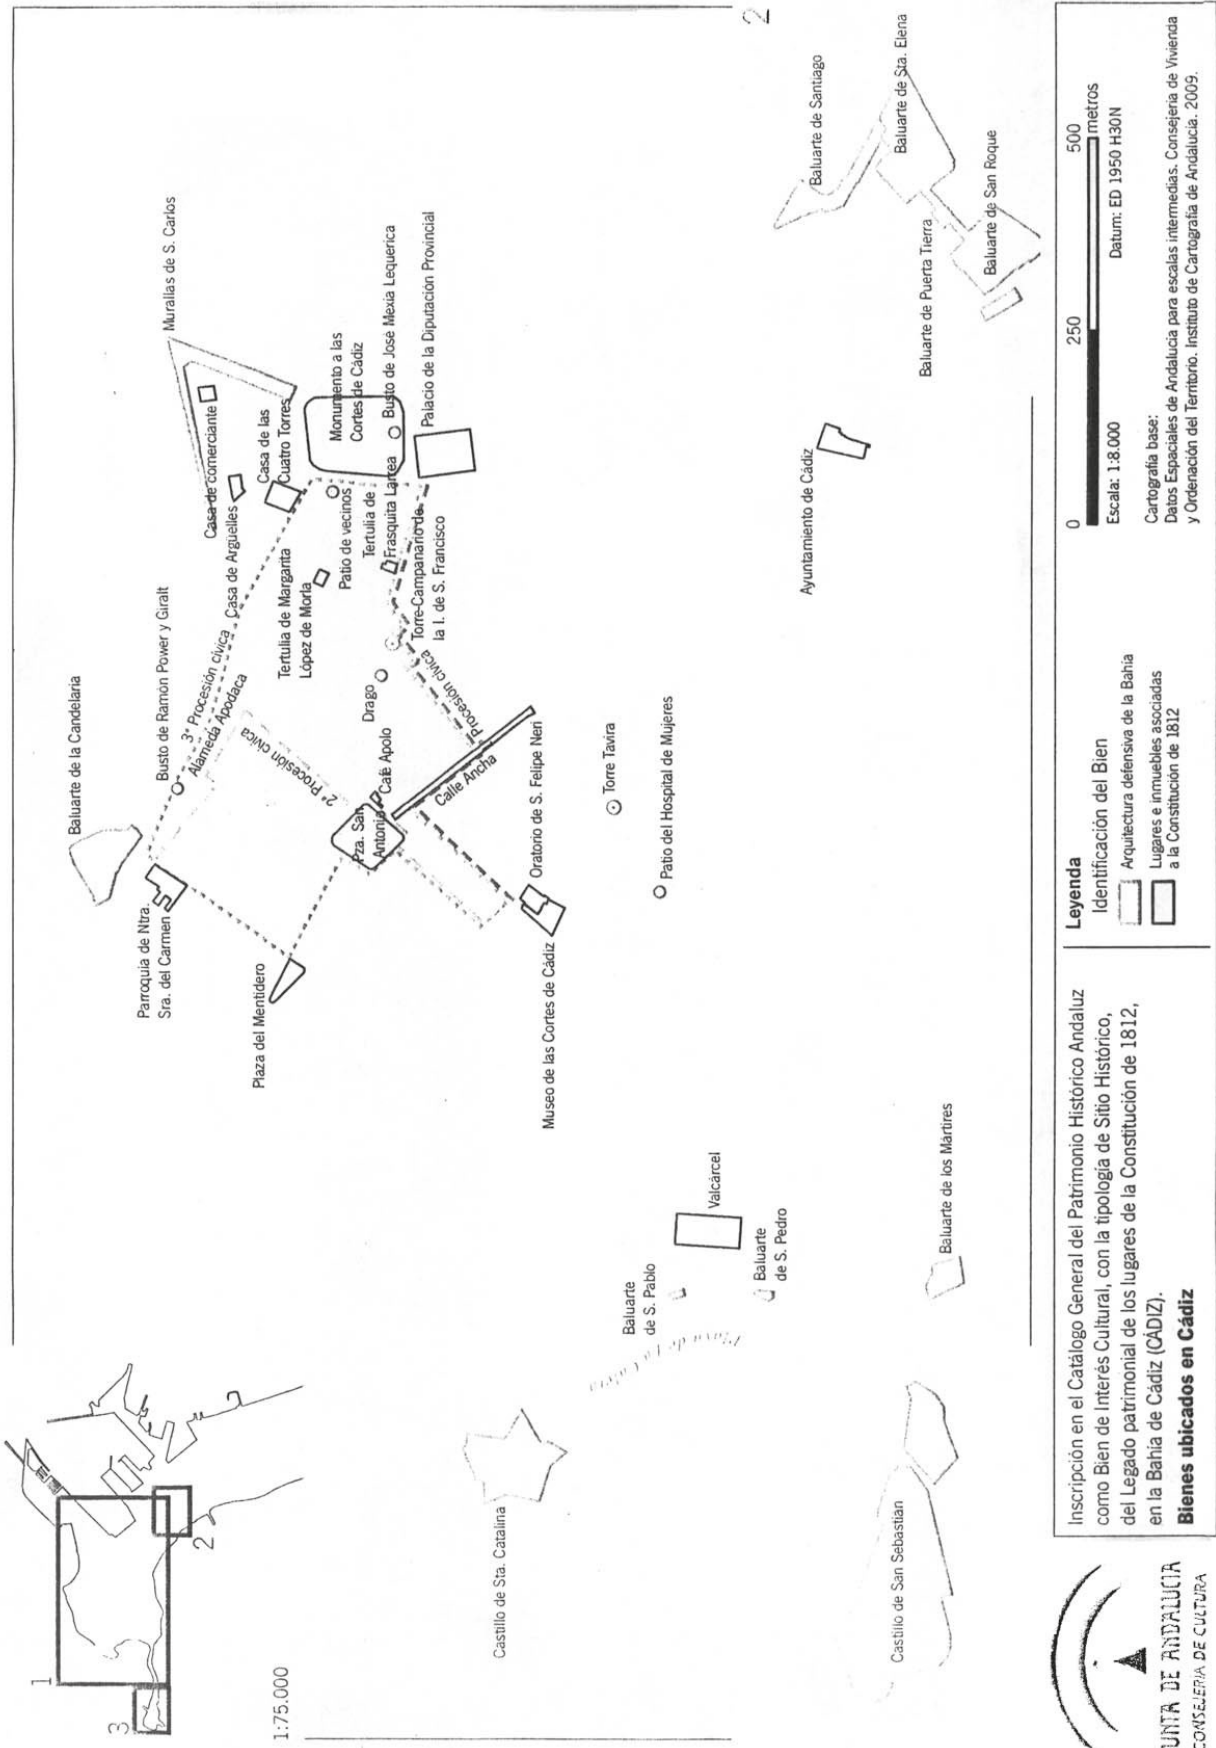 1
2
3
1:75.000
2
Baluarte de la Candelaria
Parroquia de Ntra.
Sra. del Carmen
Busto de Ramón Power y Giralt
3ª Procesión cívica
Alameda Apodaca
Casa de Argüelles
Casa de comerciante
Murallas de S. Carlos
Casa de las
Cuatro Torres
Plaza del Mentidero
2ª Procesión cívica
Tertulia de Margarita
López de Morla
Patio de vecinos
Monumento a las
Cortes de Cádiz
Tertulia de
Frasquita Larrea
Busto de José Mexia Lequerica
Pza. San
Antonio
Café Apolo
Drago
Torre-Campanario de
la I. de S. Francisco
Palacio de la Diputación Provincial
Procesión cívica
Calle Ancha
Museo de las Cortes de Cádiz
Oratorio de S. Felipe Neri
Torre Tavira
Patio del Hospital de Mujeres
Castillo de Sta. Catalina
Playa de La Caleta
Baluarte
de S. Pablo
Valcárcel
Baluarte
de S. Pedro
Ayuntamiento de Cádiz
Baluarte de Santiago
Baluarte de Sta. Elena
Baluarte de Puerta Tierra
Baluarte de San Roque
Castillo de San Sebastián
Baluarte de los Mártires
UNTA DE ANDALUCIA
CONSEJERIA DE CULTURA
Inscripción en el Catálogo General del Patrimonio Histórico Andaluz
como Bien de Interés Cultural, con la tipología de Sitio Histórico,
del Legado patrimonial de los lugares de la Constitución de 1812,
en la Bahía de Cádiz (CÁDIZ).
Bienes ubicados en Cádiz
Leyenda
Identificación del Bien
Arquitectura defensiva de la Bahía
Lugares e inmuebles asociadas
a la Constitución de 1812
0 250 500
metros
Escala: 1:8.000 Datum: ED 1950 H30N
Cartografía base:
Datos Espaciales de Andalucía para escalas intermedias. Consejería de Vivienda
y Ordenación del Territorio. Instituto de Cartografía de Andalucía. 2009.